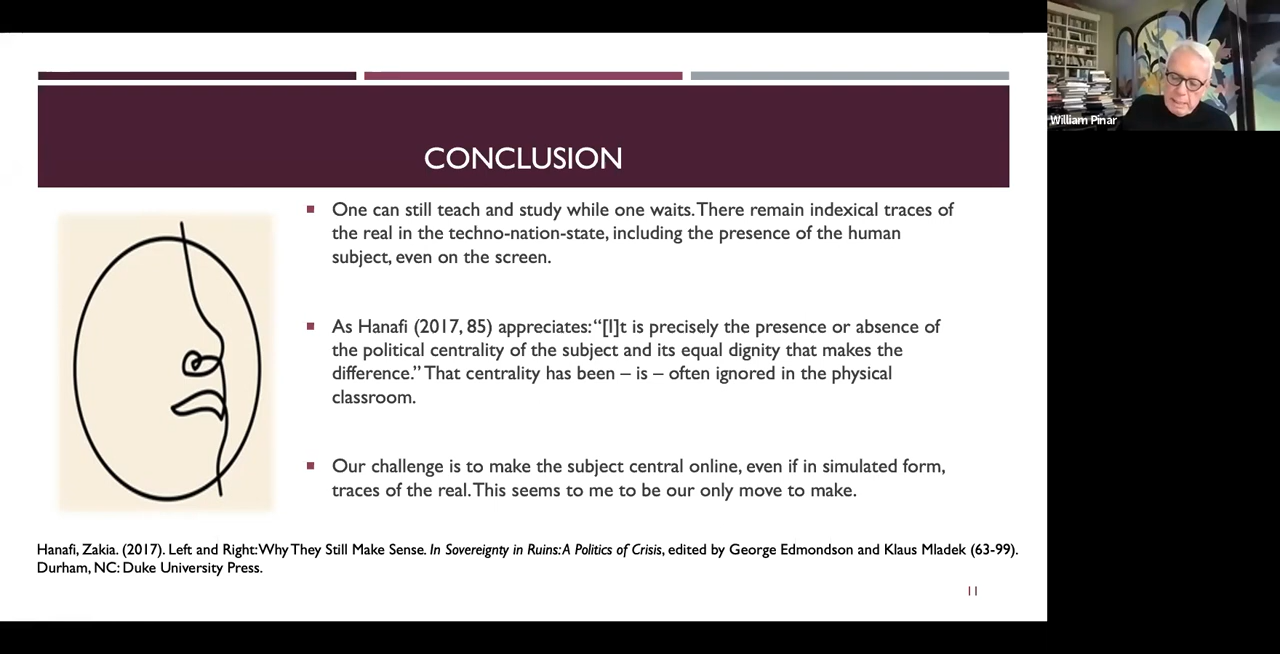 CONCLUSION
One can still teach and study while one waits. There remain indexical traces of
the real in the techno-nation-state, including the presence of the human
subject, even on the screen.
As Hanafi (2017, 85) appreciates: “[I]t is precisely the presence or absence of
the political centrality of the subject and its equal dignity that makes the
difference.” That centrality has been – is – often ignored in the physical
classroom.
Our challenge is to make the subject central online, even if in simulated form,
traces of the real. This seems to me to be our only move to make.
Hanafi, Zakia. (2017). Left and Right: Why They Still Make Sense. In Sovereignty in Ruins: A Politics of Crisis, edited by George Edmondson and Klaus Mladek (63-99).
Durham, NC: Duke University Press.
11
William Pinar